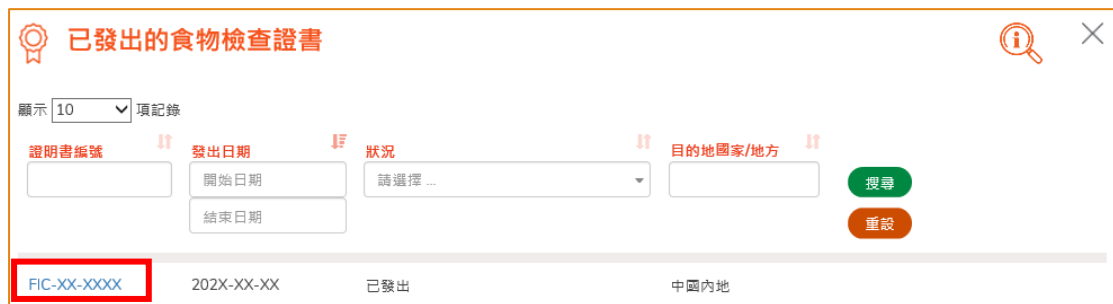 已發出的食物檢查證書
顯示 10 項記錄
證明書編號 發出日期 狀況 目的地國家/地方
開始日期 請選擇 ... 搜尋
結束日期 重設
FIC-XX-XXXX 202X-XX-XX 已發出 中國內地